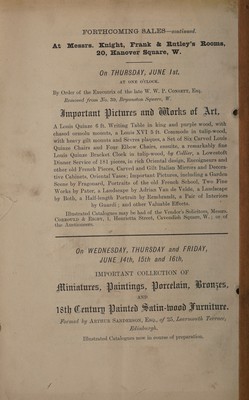 FORTHCOMING SALES—continued.
At Messrs. Knight, Frank & Rutley's Rooms,
20, Hanover Square, W.
On THURSDAY, JUNE 1st,
AT ONE O'CLOCK.
By Order of the Executors of the late W. W. P. Esq.
Removed from No. 20, Bryanston Square, W.
Important Pictures and Works of Art.
A Louis Quinze 6 ft. Writing Table in king and purple wood, with
chased ormolu mounts, a Louis XVI 5 ft Commode in tulip-wood,
with heavy gilt mounts and Sevres plaques, a Set of Six Carved Louis
Quinze Chairs and Four Elbow Chairs, ensuite, a remarkably fine
Louis Quinze Bracket Clock in tulip-wood, by Collier, a Lowestoft
Dinner Service of 181 pieces, in rich Oriental design, Enrigneurs and
other old French Pieces, Carved and Gilt Italian Mirrors and Decora-
tive Cabinets, Oriental Vases; Important Pictures, including a Garden
Scene by Fragonard, Portraits of the old French School, Two Fine
Works by Pater, a Landscape by Adrian Van de Velde, a Landscape
by Both, a Half-length Portrait by Rembrandt, a Fair of Interiors
by Guardi; and other Valuable Effects.
Illustrated Catalogues may be had of the Vendor's Solicitors, Messrs.
& 1, Henrietta Street, Cavendish Square, W.; or of
the Auctioneers.
On WEDNESDAY, THURSDAY and FRIDAY,
JUNE 14th, 15th and 16th,
IMPORTANT COLLECTION OF
Miniatures, Paintings, Porcelain, Bronzes,
AND
18th Century Painted Satin-wood Furniture.
Formed by ARTHUR SANDERSON, ESQ., of 25, Learmonth Terrace,
Edinburgh.
Illustrated Catalogues now in course of preparation.